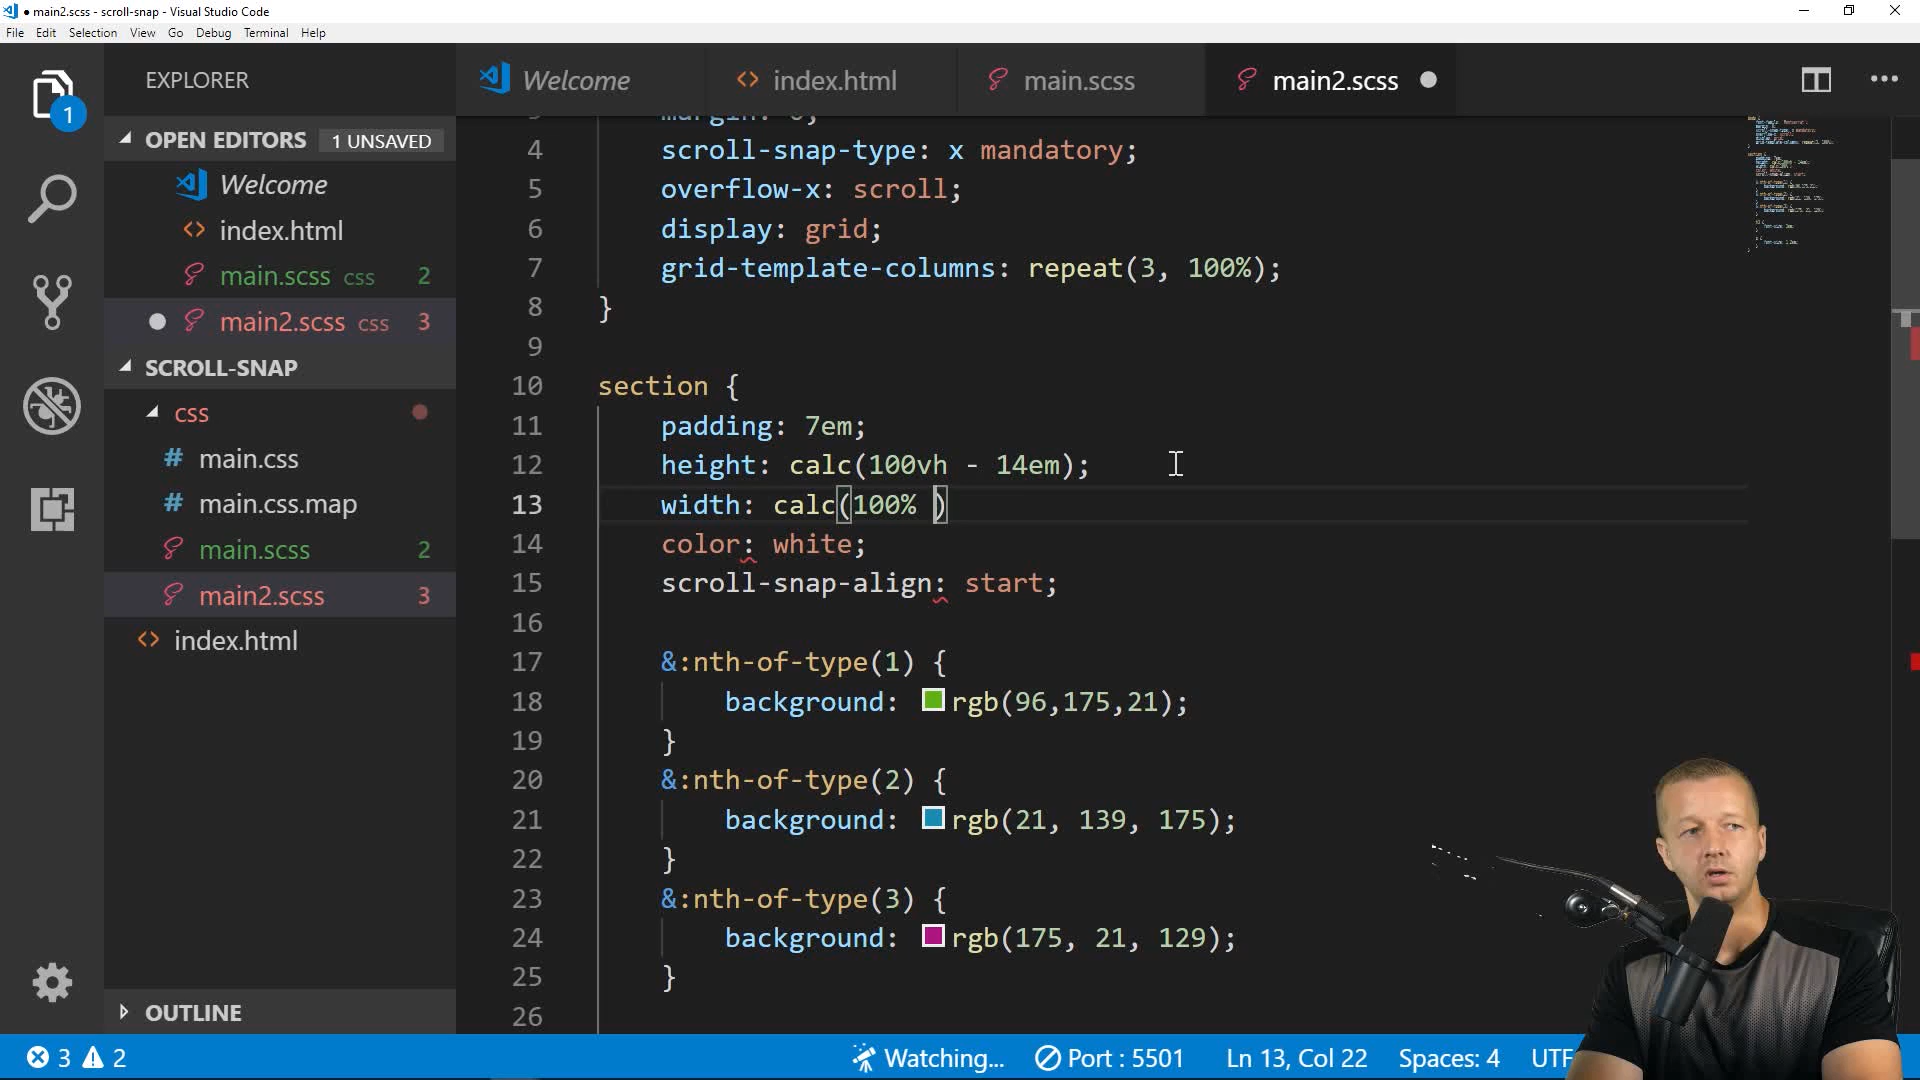 main2.scss - scroll-snap - Visual Studio Code
File Edit Selection View Go Debug Terminal Help
EXPLORER
Welcome
index.html
main.scss
main2.scss
1
OPEN EDITORS 1 UNSAVED
Welcome
index.html
main.scss css 2
main2.scss css 3
SCROLL-SNAP
css
# main.css
# main.css.map
main.scss 2
main2.scss 3
index.html
OUTLINE
4 scroll-snap-type: x mandatory;
5 overflow-x: scroll;
6 display: grid;
7 grid-template-columns: repeat(3, 100%);
8 }
9
10 section {
11 padding: 7em;
12 height: calc(100vh - 14em);
13 width: calc(100% )
14 color: white;
15 scroll-snap-align: start;
16
17 &:nth-of-type(1) {
18 background: rgb(96,175,21);
19 }
20 &:nth-of-type(2) {
21 background: rgb(21, 139, 175);
22 }
23 &:nth-of-type(3) {
24 background: rgb(175, 21, 129);
25 }
26
3 2
Watching... Port : 5501 Ln 13, Col 22 Spaces: 4 UTF